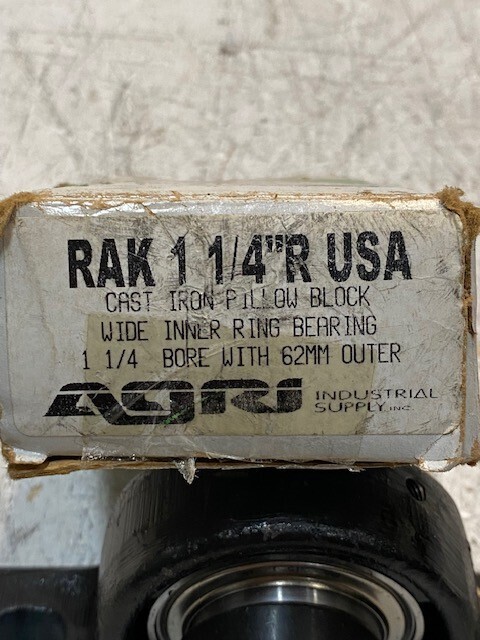 RAK 1 1/4"R USA
CAST IRON PILLOW BLOCK
WIDE INNER RING BEARING
1 1/4 BORE WITH 62MM OUTER
AGRI INDUSTRIAL
SUPPLY, INC